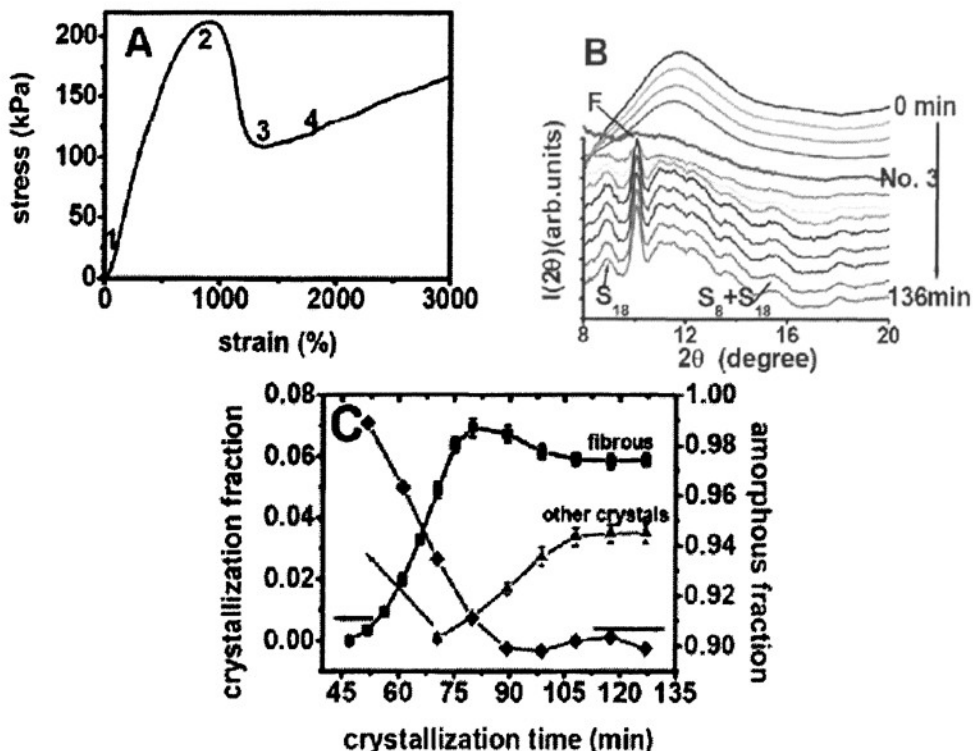 A
200
150
100
50
0
stress (kPa)
1
2
3
4
0 1000 2000 3000
strain (%)
B
F
0 min
No. 3
136min
S18
S8+S18
I(2θ)(arb.units)
8 12 16 20
2θ (degree)
C
0.08
0.06
0.04
0.02
0.00
crystallization fraction
fibrous
other crystals
1.00
0.98
0.96
0.94
0.92
0.90
amorphous fraction
45 60 75 90 105 120 135
crystallization time (min)